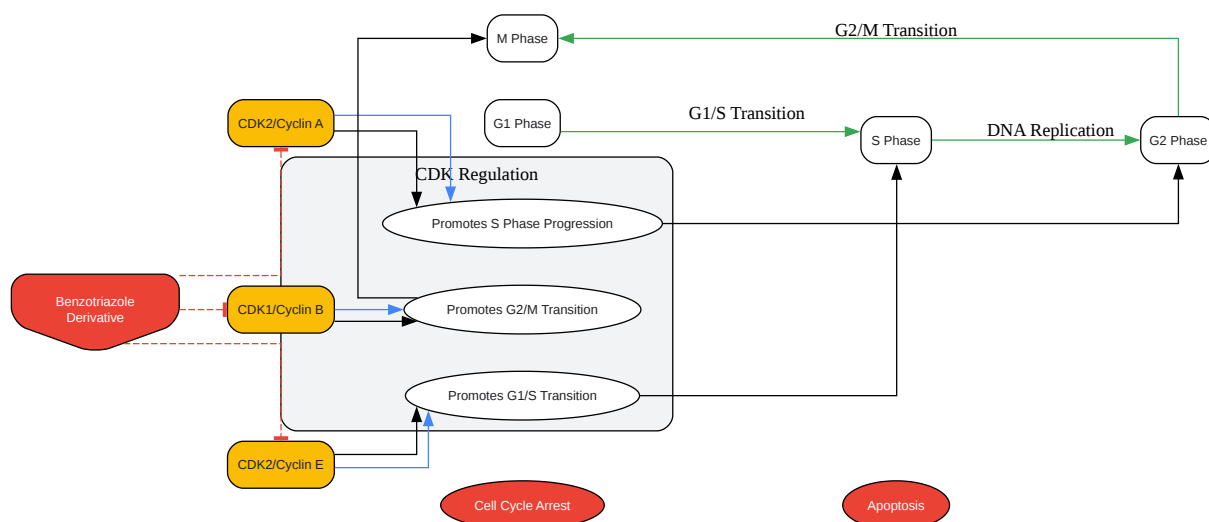 G2/M Transition
M Phase
CDK2/Cyclin A
G1 Phase
G1/S Transition
S Phase
DNA Replication
G2 Phase
CDK Regulation
Promotes S Phase Progression
Benzotriazole
Derivative
CDK1/Cyclin B
Promotes G2/M Transition
Promotes G1/S Transition
CDK2/Cyclin E
Cell Cycle Arrest
Apoptosis